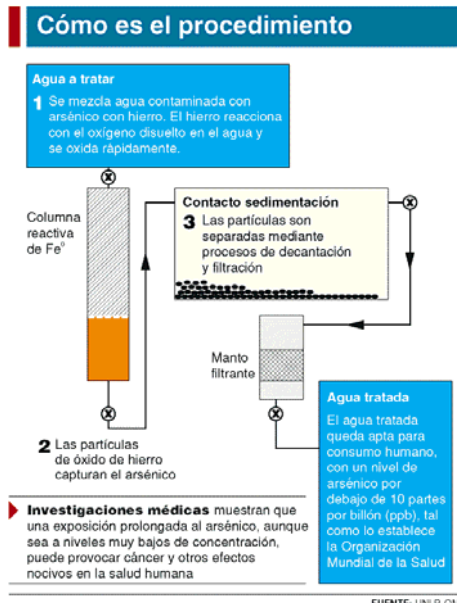 Cómo es el procedimiento
Agua a tratar
1 Se mezcla agua contaminada con
arsénico con hierro. El hierro reacciona
con el oxígeno disuelto en el agua y
se oxida rápidamente.
Columna
reactiva
de Fe°
Contacto sedimentación
3 Las partículas son
separadas mediante
procesos de decantación
y filtración
Manto
filtrante
2 Las partículas
de óxido de hierro
capturan el arsénico
Agua tratada
El agua tratada
queda apta para
consumo humano,
con un nivel de
arsénico por
debajo de 10 partes
por billón (ppb), tal
como lo establece
la Organización
Mundial de la Salud
Investigaciones médicas muestran que
una exposición prolongada al arsénico, aunque
sea a niveles muy bajos de concentración,
puede provocar cáncer y otros efectos
nocivos en la salud humana
FUENTE: